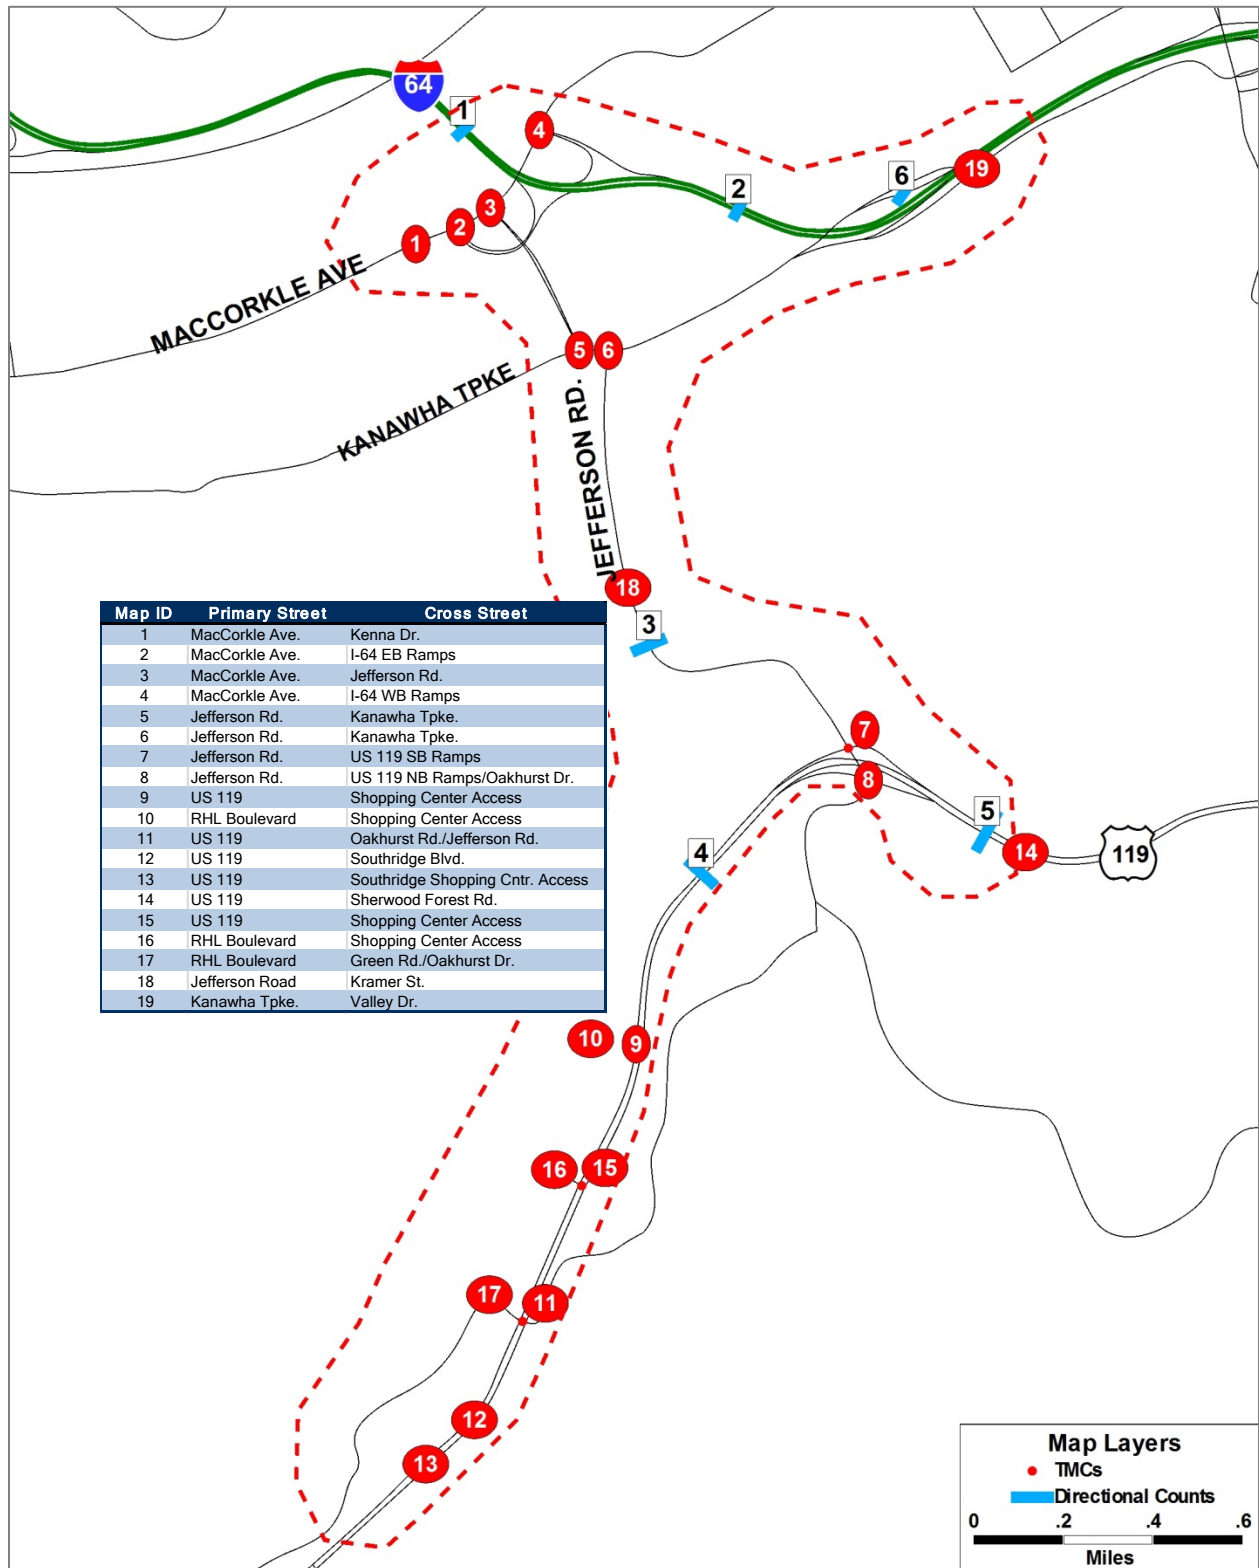 64
1
4
2
6
19
3
2
1
MACCORKLE AVE
5
6
KANAWHA TPKE
JEFFERSON RD.
18
3
Map ID Primary Street Cross Street
1 MacCorkle Ave. Kenna Dr.
2 MacCorkle Ave. I-64 EB Ramps
3 MacCorkle Ave. Jefferson Rd.
4 MacCorkle Ave. I-64 WB Ramps
5 Jefferson Rd. Kanawha Tpke.
6 Jefferson Rd. Kanawha Tpke.
7 Jefferson Rd. US 119 SB Ramps
8 Jefferson Rd. US 119 NB Ramps/Oakhurst Dr.
9 US 119 Shopping Center Access
10 RHL Boulevard Shopping Center Access
11 US 119 Oakhurst Rd./Jefferson Rd.
12 US 119 Southridge Blvd.
13 US 119 Southridge Shopping Cntr. Access
14 US 119 Sherwood Forest Rd.
15 US 119 Shopping Center Access
16 RHL Boulevard Shopping Center Access
17 RHL Boulevard Green Rd./Oakhurst Dr.
18 Jefferson Road Kramer St.
19 Kanawha Tpke. Valley Dr.
7
8
5
4
14
119
10
9
16
15
17
11
12
13
Map Layers
TMCs
Directional Counts
0 .2 .4 .6
Miles